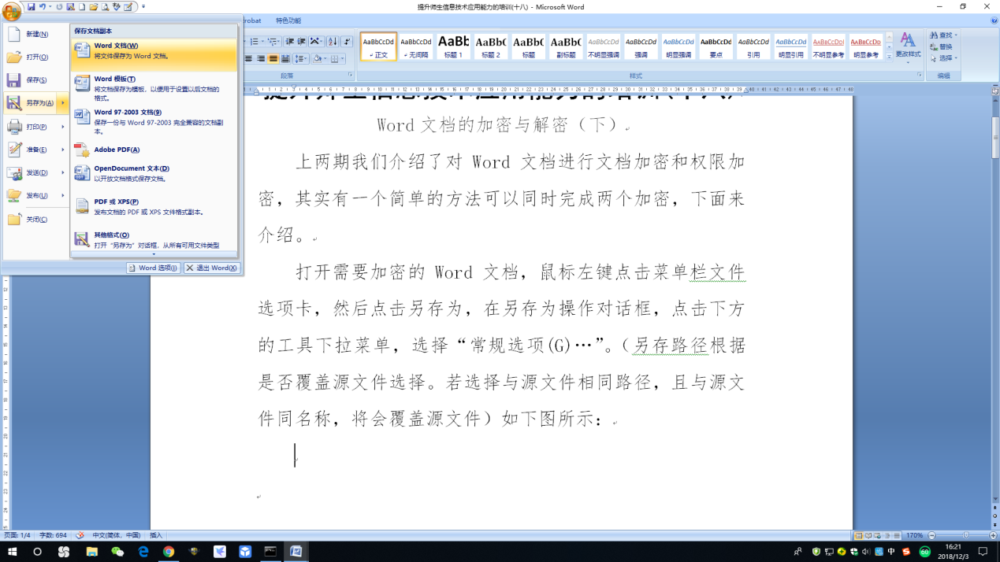 提升师生信息技术应用能力的培训(十八) - Microsoft Word
robat
特色功能
新建(N)
打开(O)
保存(S)
另存为(A)
打印(P)
准备(E)
发送(D)
发布(U)
关闭(C)
保存文档副本
Word 文档(W)
将文件保存为 Word 文档。
Word 模板(T)
将文档保存为模板，以便用于设置以后文档的
格式。
Word 97-2003 文档(9)
保存一份与 Word 97-2003 完全兼容的文档副
本。
Adobe PDF(A)
OpenDocument 文本(D)
以开放文档格式保存文档。
PDF 或 XPS(P)
发布文档的 PDF 或 XPS 文件格式副本。
其他格式(O)
打开“另存为”对话框，从所有可用文件类型
Word 选项(I)
退出 Word(X)
段落
AaBbCcDd AaBbCcDd AaBb AaBbC AaBbC AaBbC AaBbCcDd AaBbCcDd AaBbCcDd AaBbCcDd AaBbCcDd AaBbCcDd AaBbCcDd AaBbCcDd
正文 无间隔 标题 1 标题 2 标题 副标题 不明显强调 强调 明显强调 要点 引用 明显引用 不明显参考 明显参考
更改样式
样式
查找
替换
选择
编辑
提升师生信息技术应用能力的培训(十八)
Word 文档的加密与解密（下）
上两期我们介绍了对 Word 文档进行文档加密和权限加
密，其实有一个简单的方法可以同时完成两个加密，下面来
介绍。
打开需要加密的 Word 文档，鼠标左键点击菜单栏文件
选项卡，然后点击另存为，在另存为操作对话框，点击下方
的工具下拉菜单，选择“常规选项(G)…”。（另存路径根据
是否覆盖源文件选择。若选择与源文件相同路径，且与源文
件同名称，将会覆盖源文件）如下图所示：
页面: 1/4 字数: 694 中文(简体，中国) 插入
170%
中
60
16:21
2018/12/3